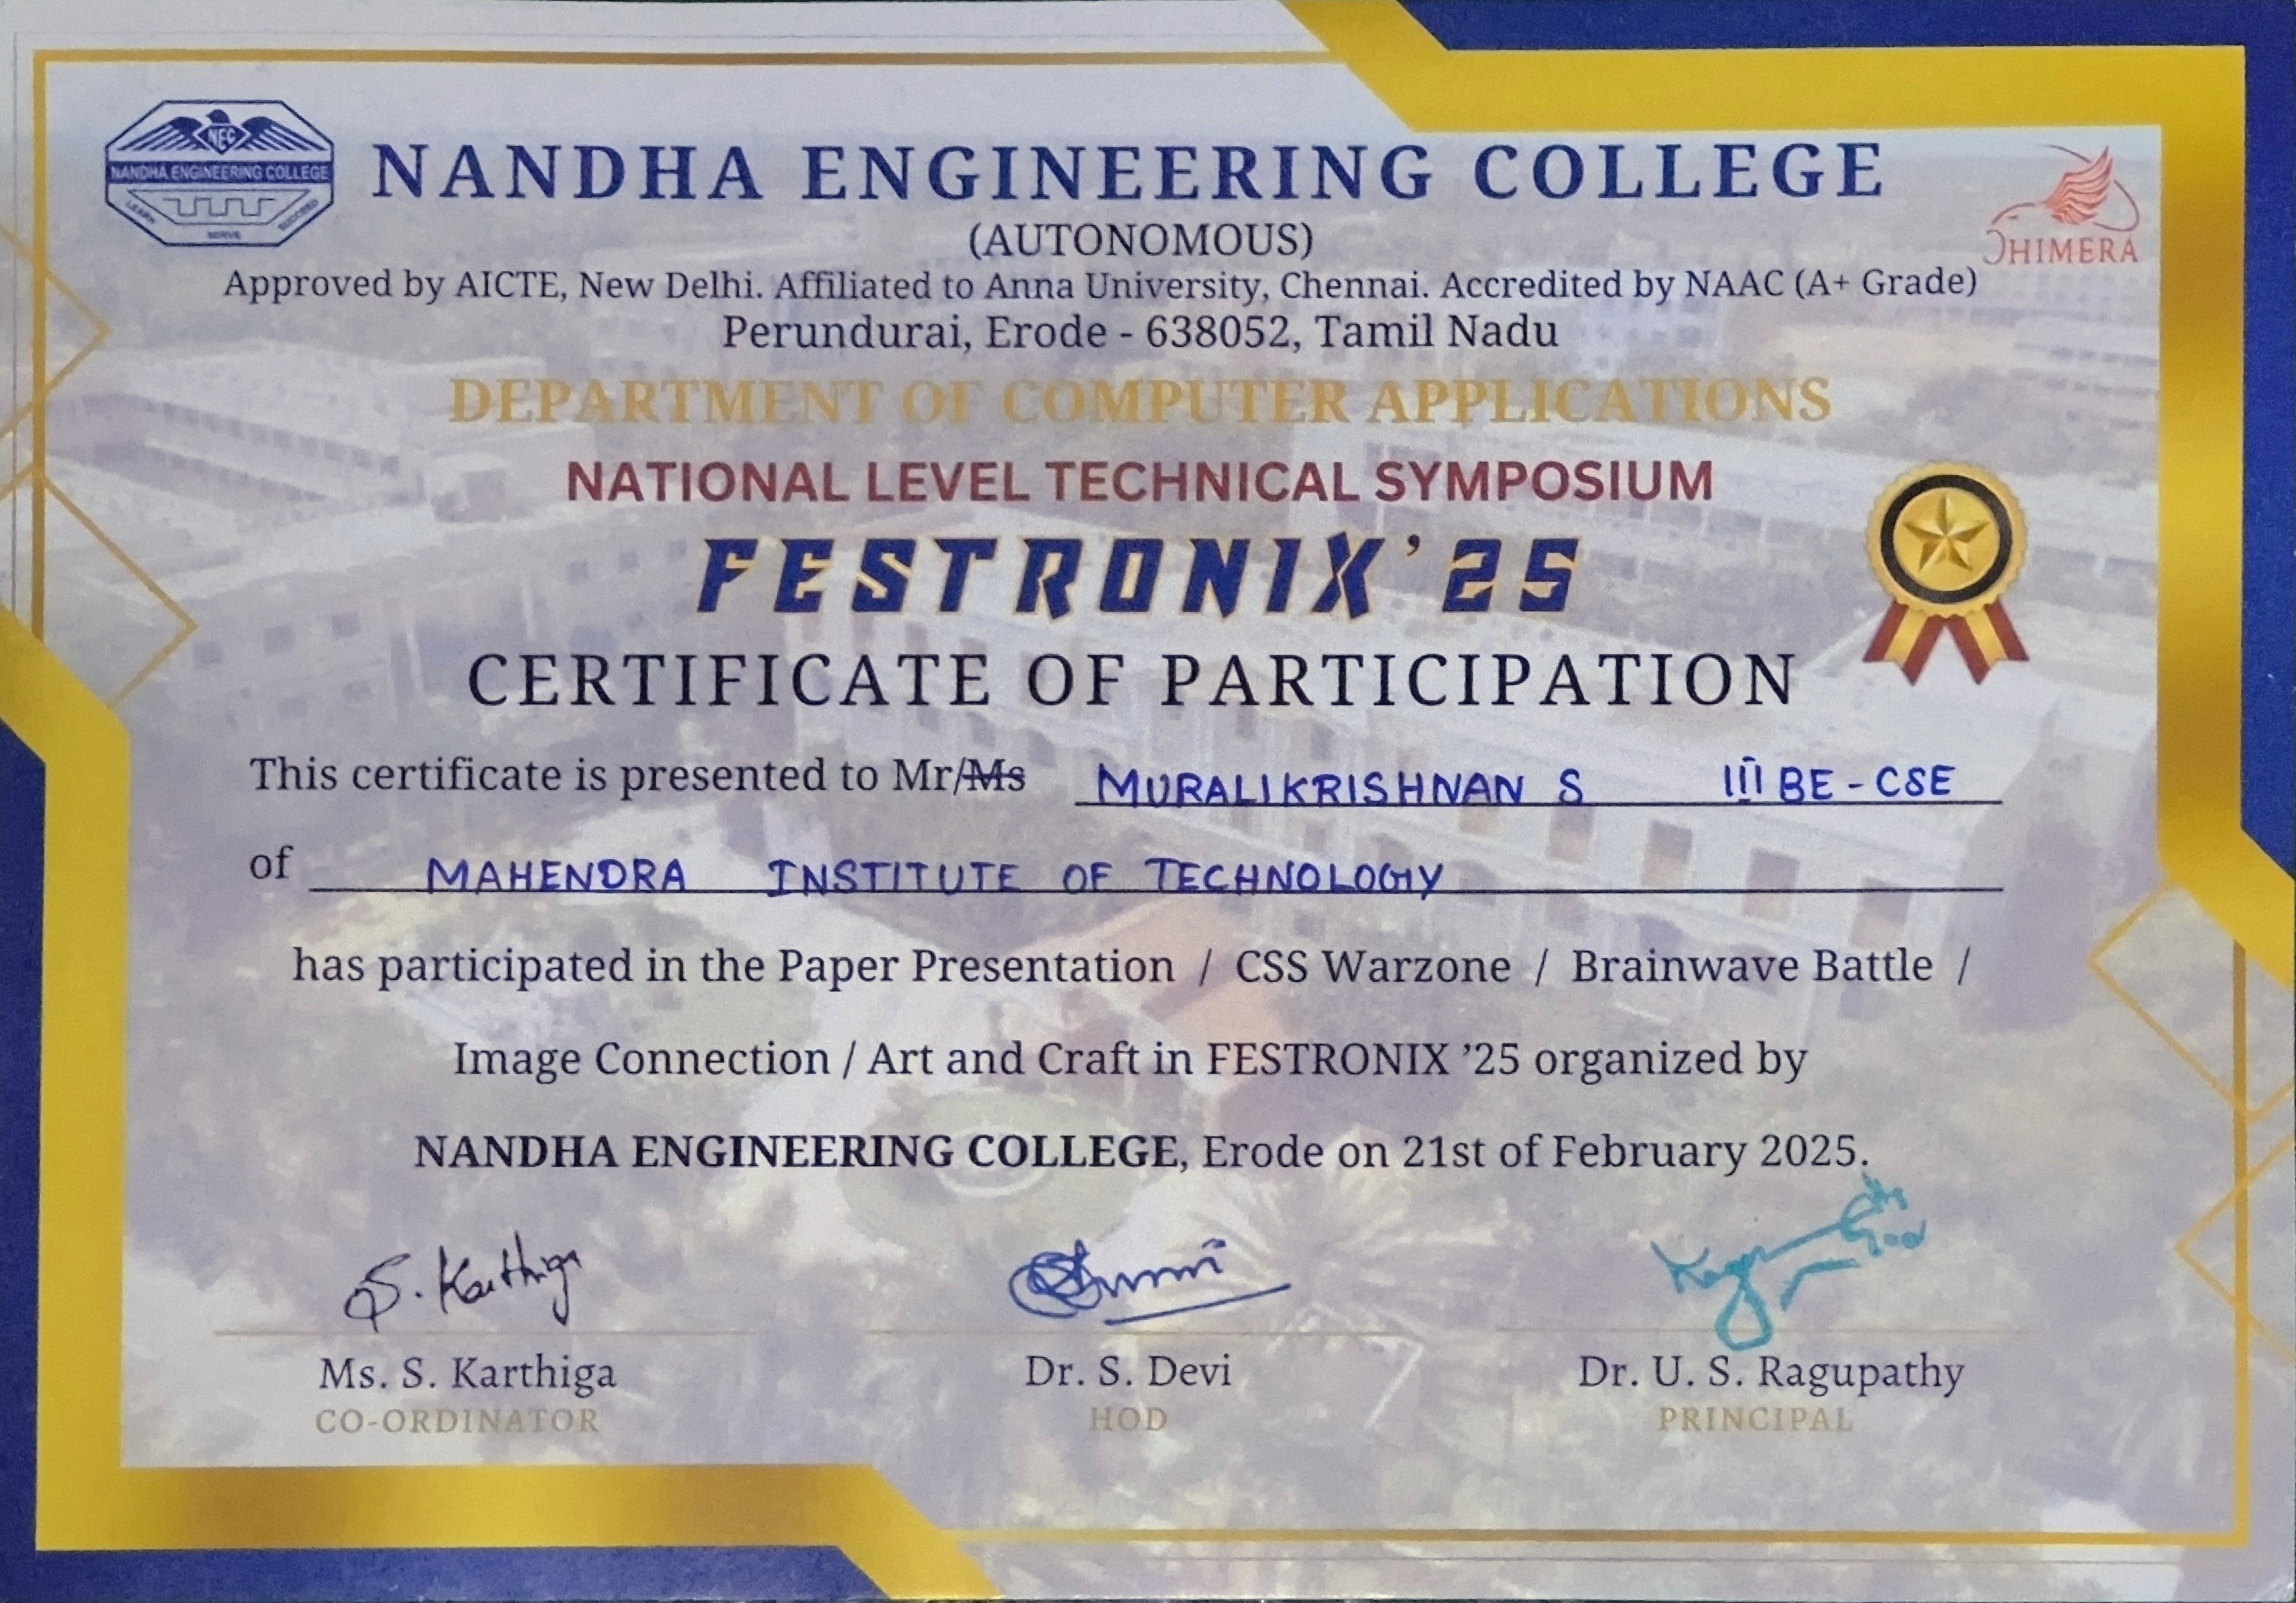 NEC
NANDHA ENGINEERING COLLEGE
LEARN
SERVE
SUCCEED
NANDHA ENGINEERING COLLEGE
CHIMERA
(AUTONOMOUS)
Approved by AICTE, New Delhi. Affiliated to Anna University, Chennai. Accredited by NAAC (A+ Grade)
Perundurai, Erode - 638052, Tamil Nadu
DEPARTMENT OF COMPUTER APPLICATIONS
NATIONAL LEVEL TECHNICAL SYMPOSIUM
FESTRONIX’25
CERTIFICATE OF PARTICIPATION
This certificate is presented to Mr/Ms MURALIKRISHNAN S III BE - CSE
of MAHENDRA INSTITUTE OF TECHNOLOGY
has participated in the Paper Presentation / CSS Warzone / Brainwave Battle /
Image Connection / Art and Craft in FESTRONIX ’25 organized by
NANDHA ENGINEERING COLLEGE, Erode on 21st of February 2025.
S. Karthiga
Ms. S. Karthiga Dr. S. Devi Dr. U. S. Ragupathy
CO-ORDINATOR HOD PRINCIPAL